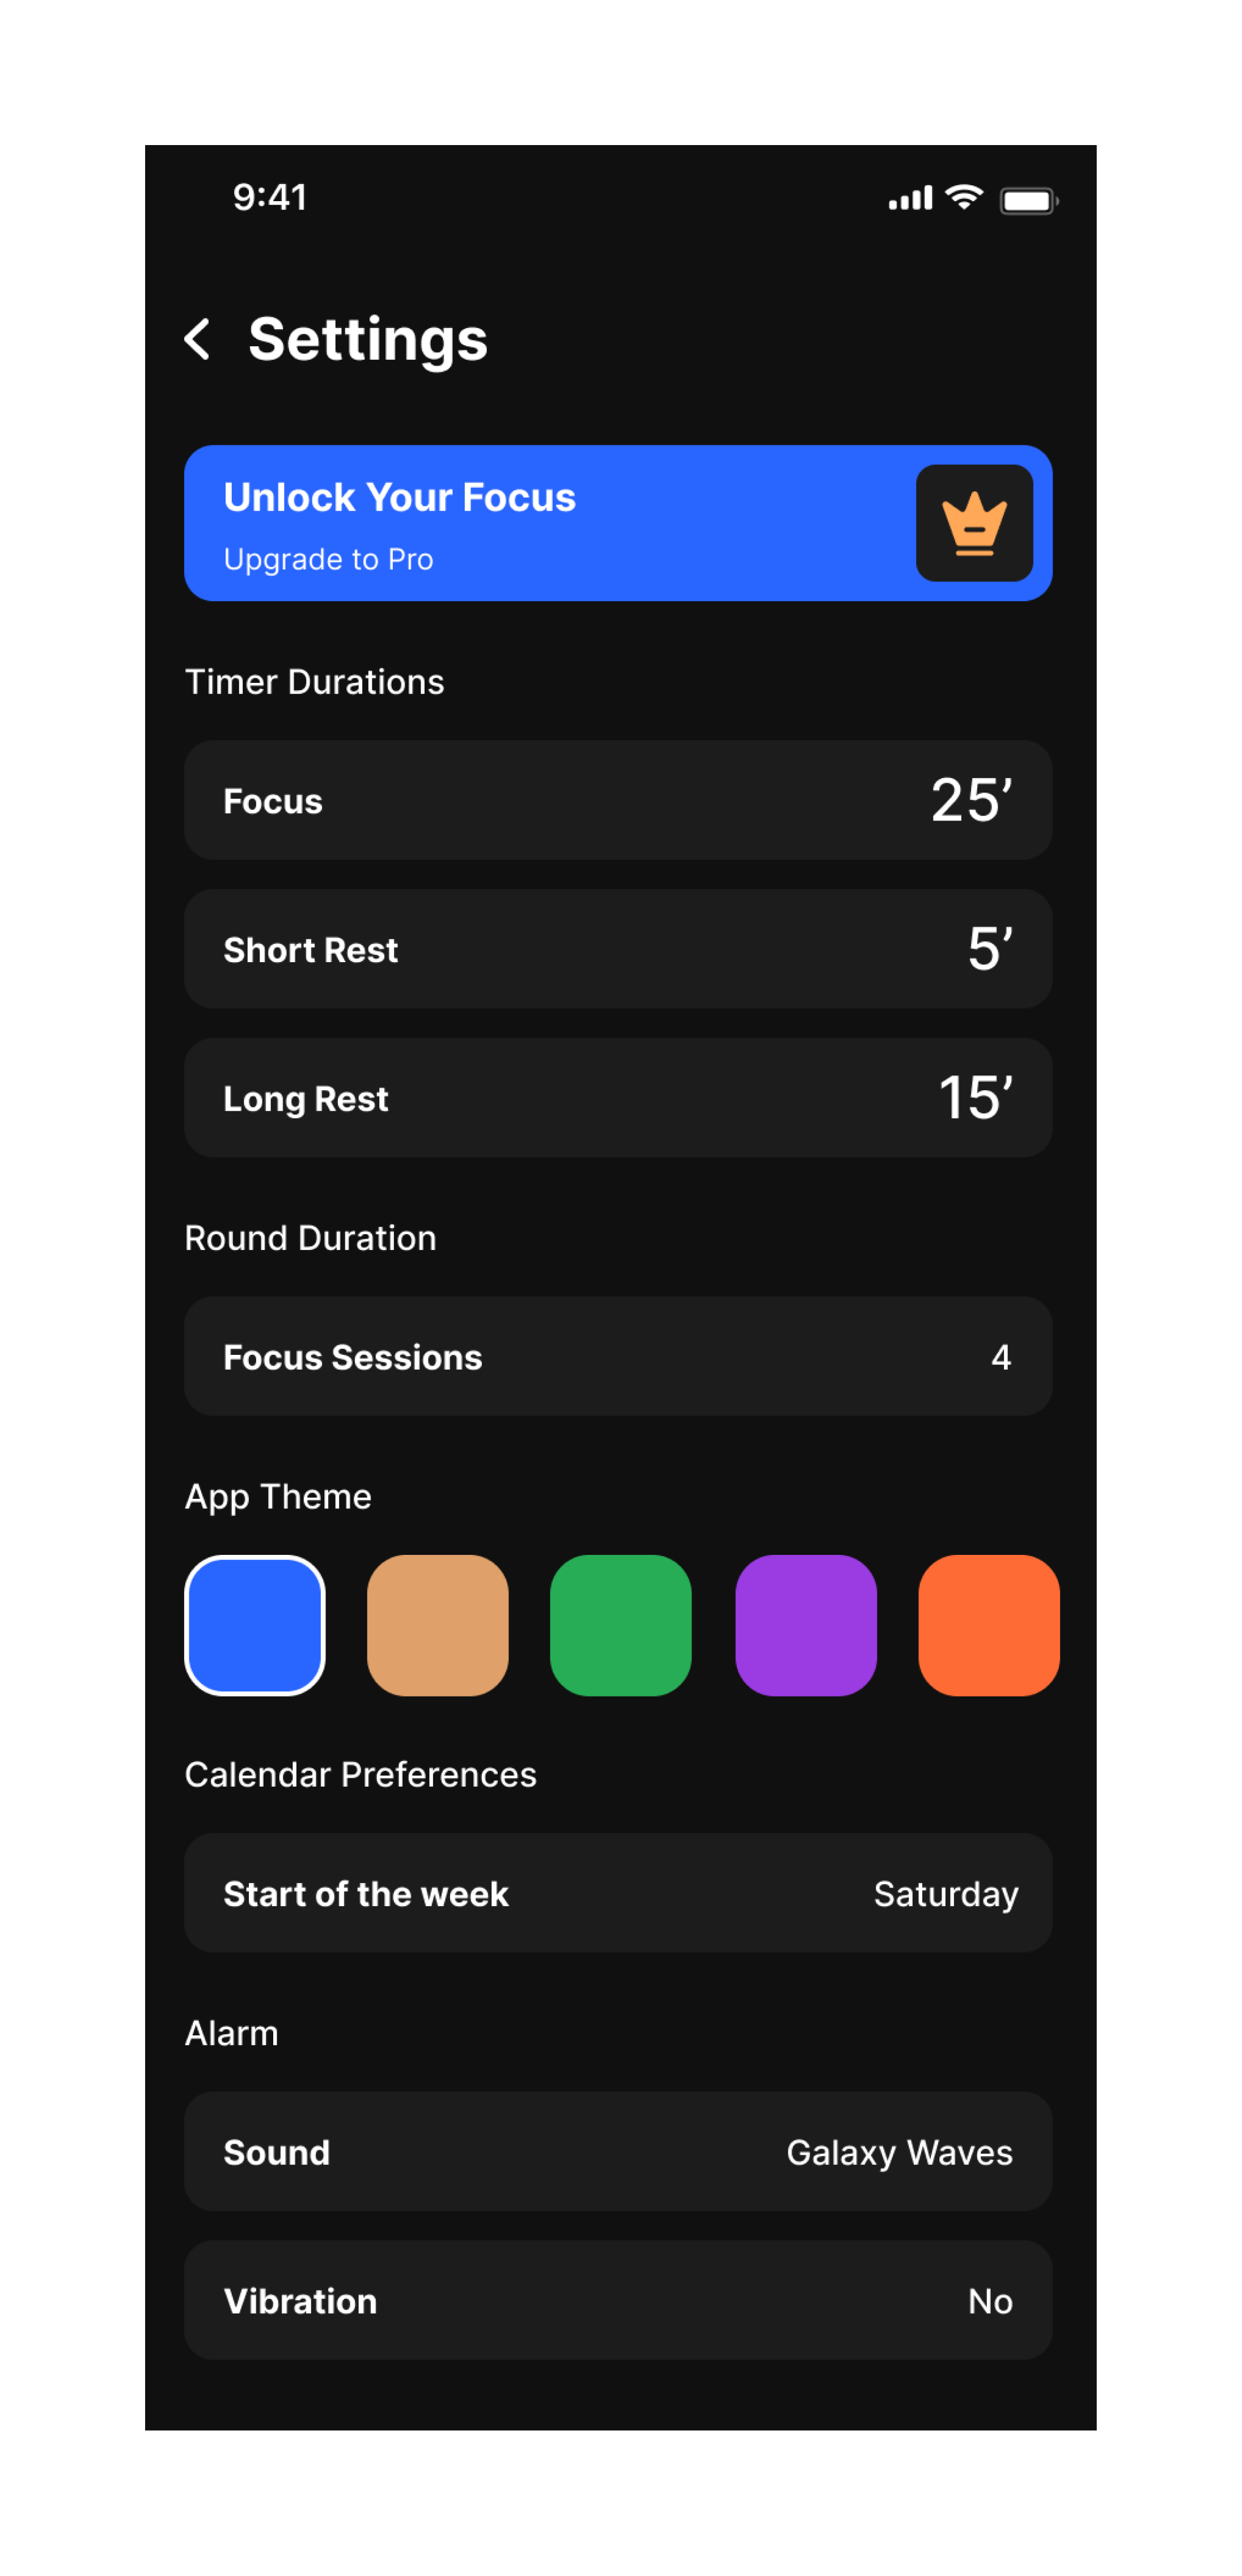 9:41
Settings
Unlock Your Focus
Upgrade to Pro
Timer Durations
Focus 25’
Short Rest 5’
Long Rest 15’
Round Duration
Focus Sessions 4
App Theme
Calendar Preferences
Start of the week Saturday
Alarm
Sound Galaxy Waves
Vibration No